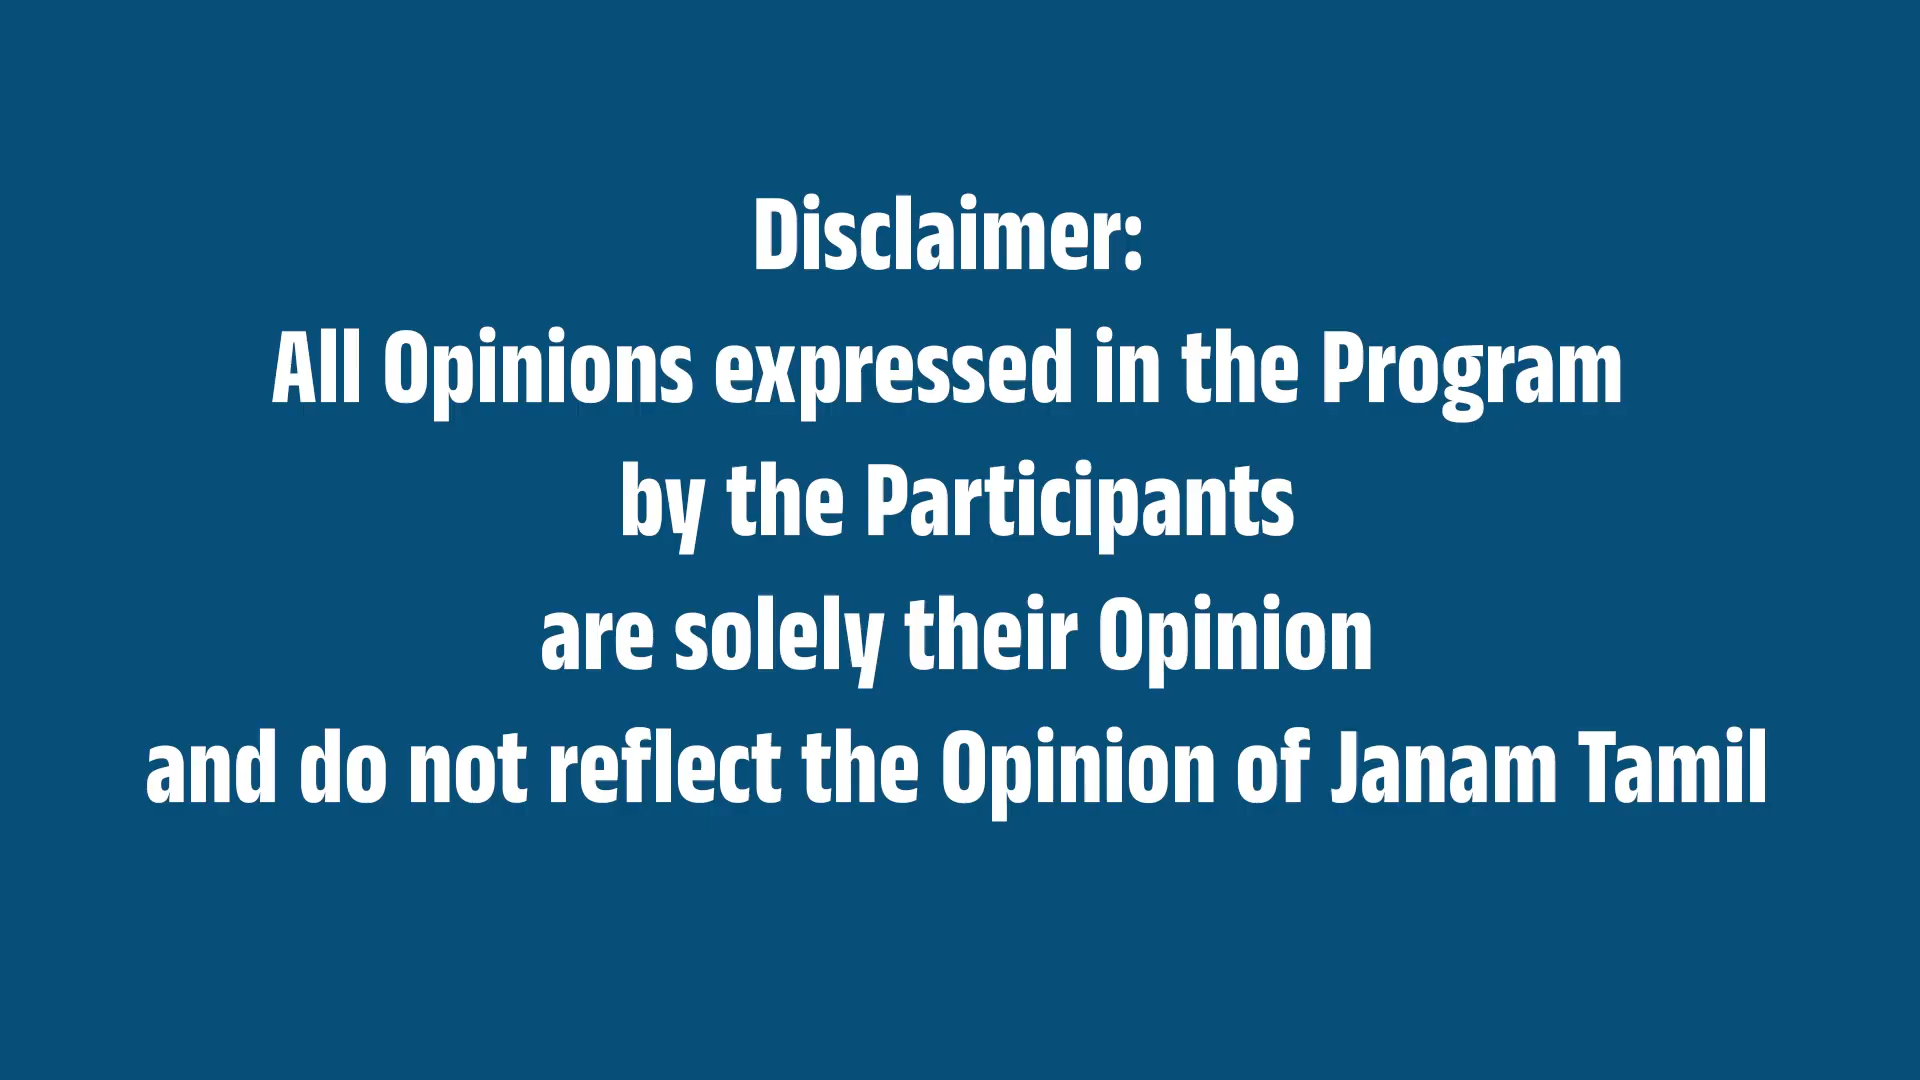 Disclaimer:
All Opinions expressed in the Program
by the Participants
are solely their Opinion
and do not reflect the Opinion of Janam Tamil